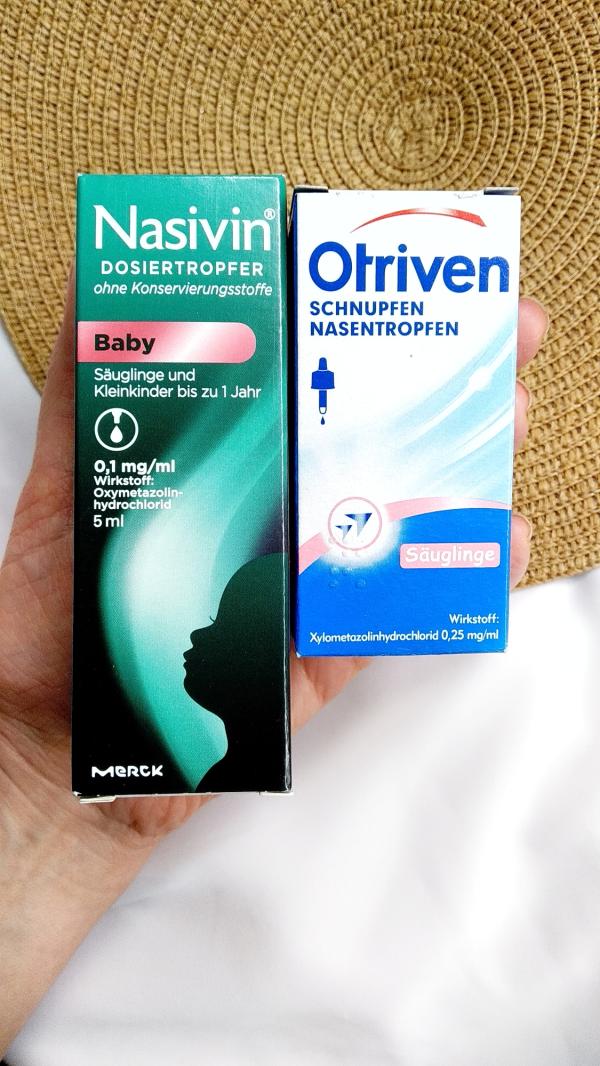 Nasivin®
DOSIERTROPFER
ohne Konservierungsstoffe
Baby
Säuglinge und
Kleinkinder bis zu 1 Jahr
0,1 mg/ml
Wirkstoff:
Oxymetazolin-
hydrochlorid
5 ml
MERCK
Otriven
SCHNUPFEN
NASENTROPFEN
Säuglinge
Wirkstoff:
Xylometazolinhydrochlorid 0,25 mg/ml